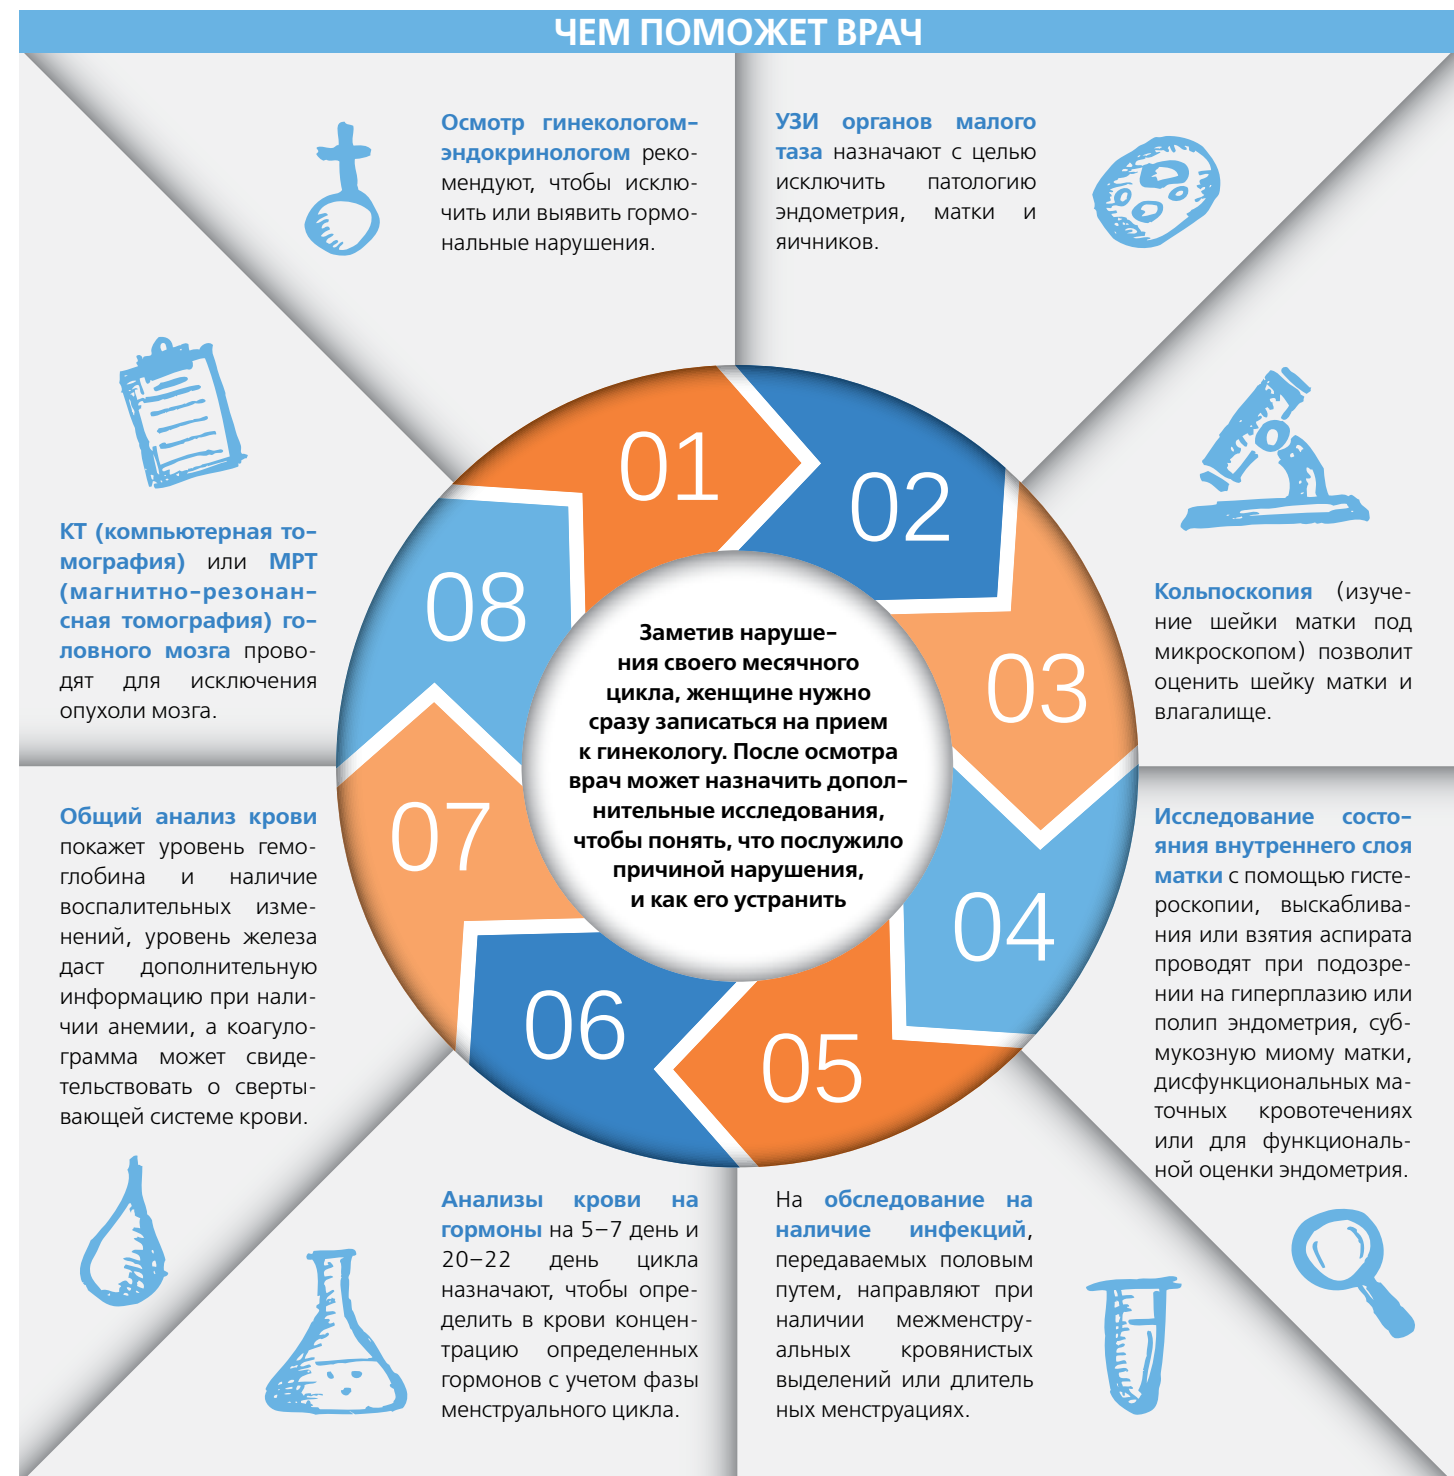 ЧЕМ ПОМОЖЕТ ВРАЧ
Осмотр гинекологом-
эндокринологом реко-
мендуют, чтобы исклю-
чить или выявить гормо-
нальные нарушения.
УЗИ органов малого
таза назначают с целью
исключить патологию
эндометрия, матки и
яичников.
Кольпоскопия (изуче-
ние шейки матки под
микроскопом) позволит
оценить шейку матки и
влагалище.
Исследование состо-
яния внутреннего слоя
матки с помощью гисте-
роскопии, выскаблива-
ния или взятия аспирата
проводят при подозре-
нии на гиперплазию или
полип эндометрия, суб-
мукозную миому матки,
дисфункциональных ма-
точных кровотечениях
или для функциональ-
ной оценки эндометрия.
На обследование на
наличие инфекций,
передаваемых половым
путем, направляют при
наличии межменстру-
альных кровянистых
выделений или длитель
ных менструациях.
Анализы крови на
гормоны на 5–7 день и
20–22 день цикла
назначают, чтобы опре-
делить в крови концен-
трацию определенных
гормонов с учетом фазы
менструального цикла.
Общий анализ крови
покажет уровень гемо-
глобина и наличие
воспалительных изме-
нений, уровень железа
даст дополнительную
информацию при нали-
чии анемии, а коагуло-
грамма может свиде-
тельствовать о сверты-
вающей системе крови.
КТ (компьютерная то-
мография) или МРТ
(магнитно-резонан-
сная томография) го-
ловного мозга прово-
дят для исключения
опухоли мозга.
01
02
03
04
05
06
07
08
Заметив наруше-
ния своего месячного
цикла, женщине нужно
сразу записаться на прием
к гинекологу. После осмотра
врач может назначить допол-
нительные исследования,
чтобы понять, что послужило
причиной нарушения,
и как его устранить